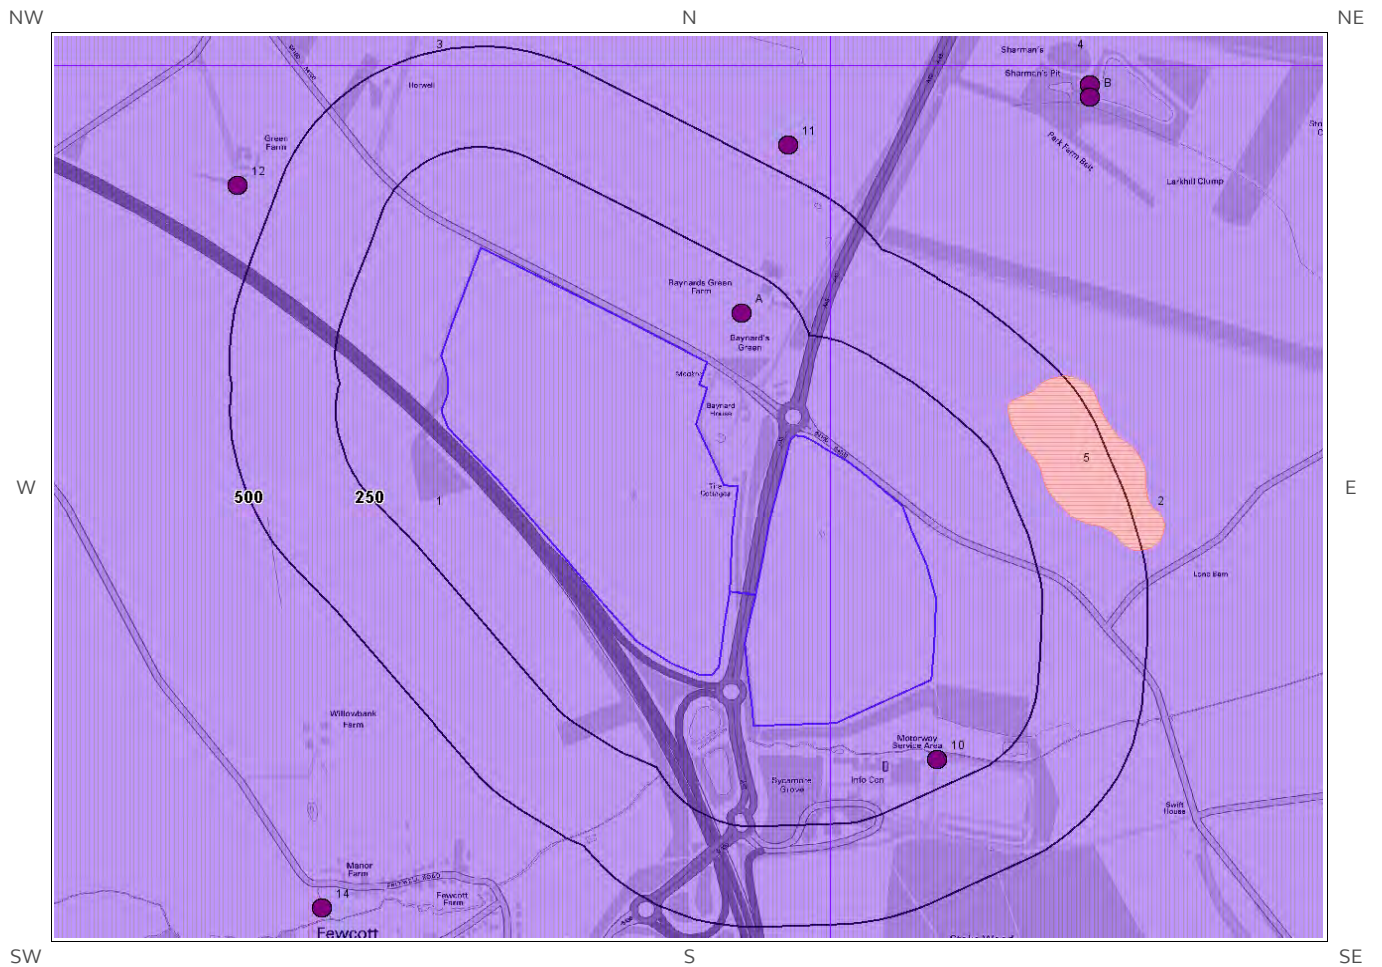 NW
N
NE
3
4
Sharman's
Horwell
Sharman's Pit
B
11
Green
Farm
Park Farm Belt
12
Larkhill Clump
Baynards Green
Farm
A
Baynard's
Green
Baynard
House
5
W
500
250
1
The
Cottages
2
E
Willowbank
Farm
Motorway
Service Area
10
Sycamore
Grove
Info Cen
Swift
House
Manor
Farm
14
Fewcott
Farm
Fewcott
SW
S
SE